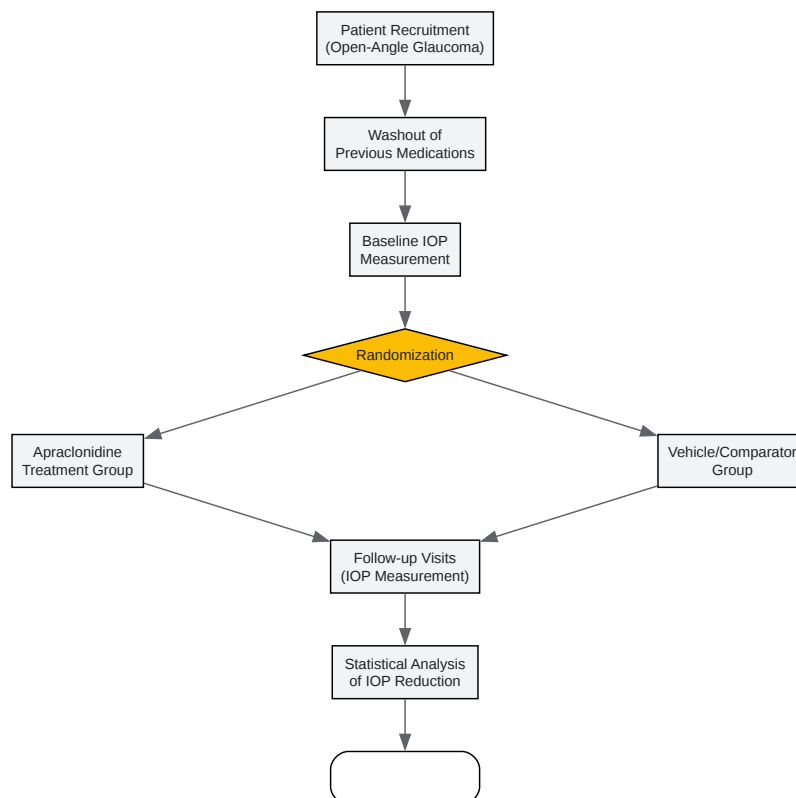 Patient Recruitment
(Open-Angle Glaucoma)
Washout of
Previous Medications
Baseline IOP
Measurement
Randomization
Apraclonidine
Treatment Group
Vehicle/Comparator
Group
Follow-up Visits
(IOP Measurement)
Statistical Analysis
of IOP Reduction